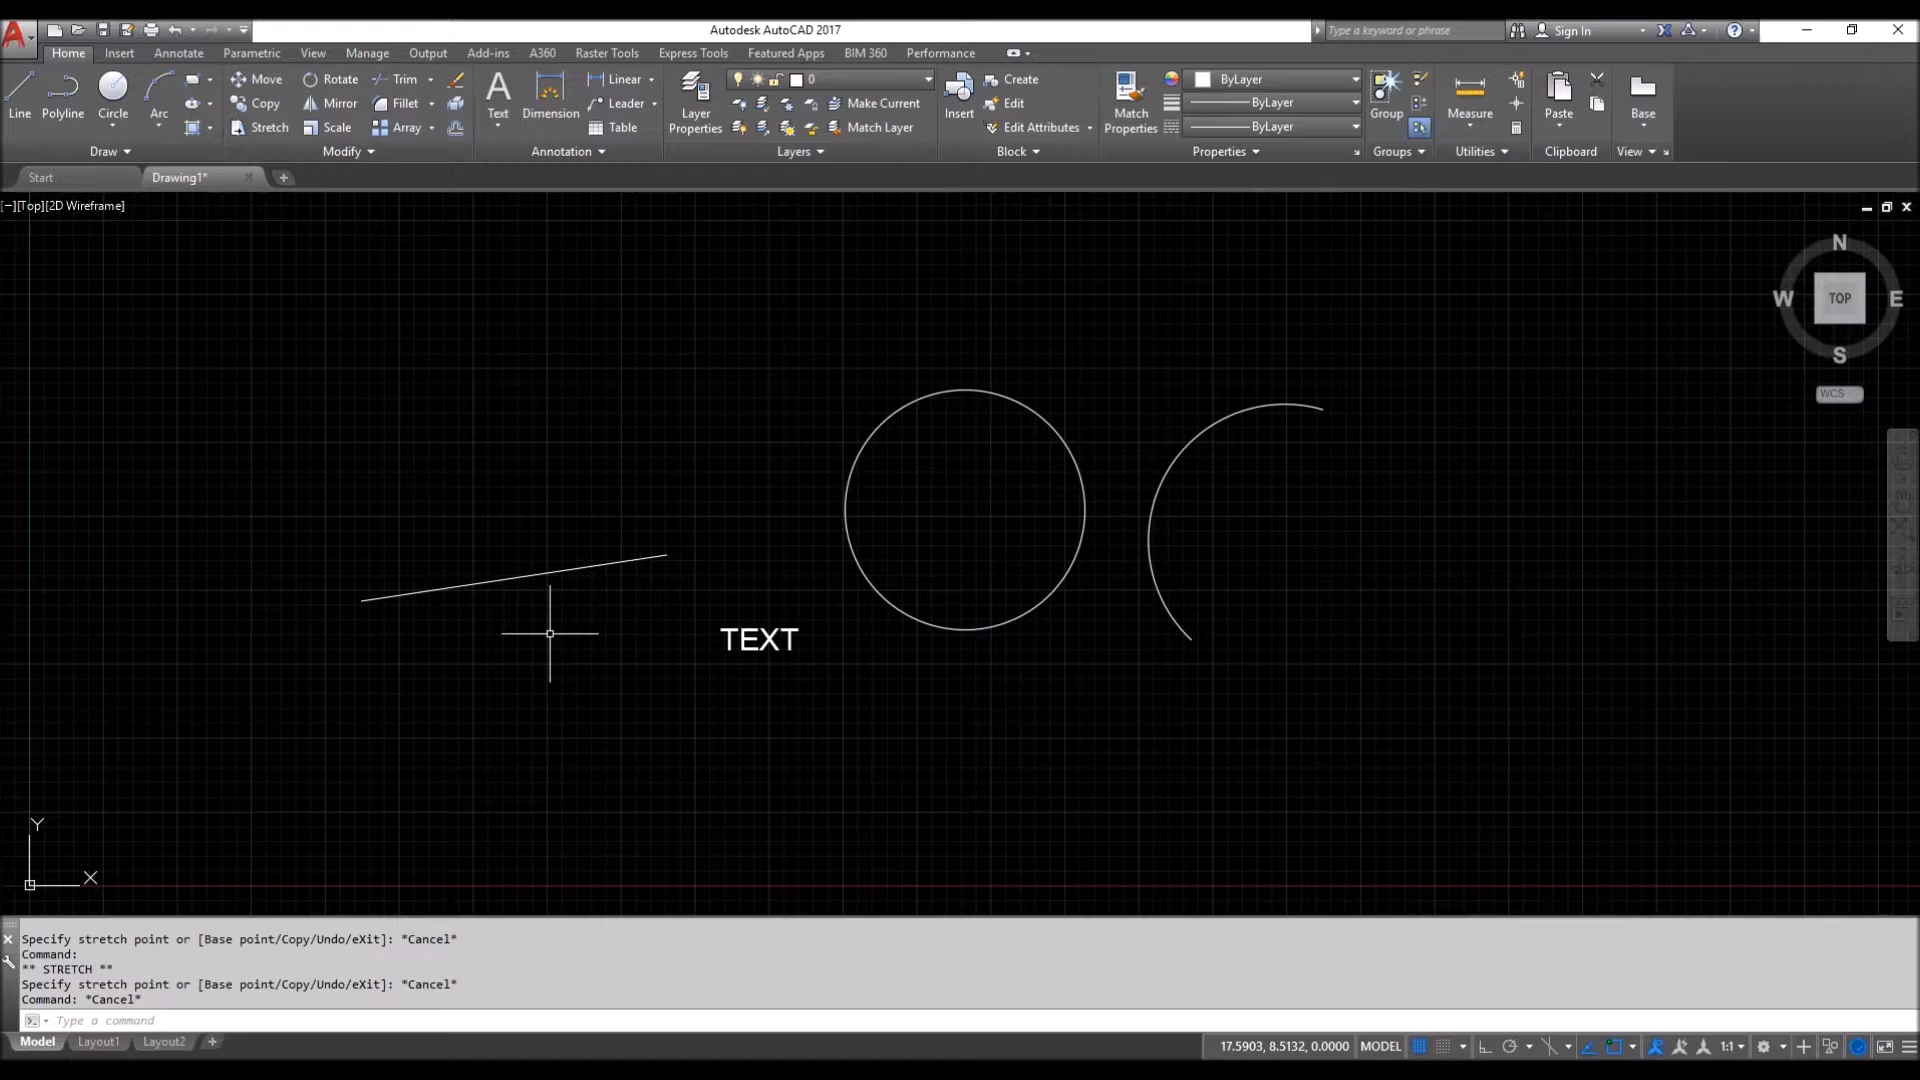 Autodesk AutoCAD 2017
Type a keyword or phrase
Sign In
Home Insert Annotate Parametric View Manage Output Add-ins A360 Raster Tools Express Tools Featured Apps BIM 360 Performance
Line Polyline Circle Arc
Move Rotate Trim
Copy Mirror Fillet
Stretch Scale Array
Text Dimension
Linear
Leader
Table
Layer Properties
0
Make Current
Match Layer
Insert
Create
Edit
Edit Attributes
Match Properties
ByLayer
ByLayer
ByLayer
Group
Measure
Paste
Base
Draw Modify Annotation Layers Block Properties Groups Utilities Clipboard View
Start Drawing1*
[−][Top][2D Wireframe]
N
W TOP E
S
WCS
TEXT
Y
X
Specify stretch point or [Base point/Copy/Undo/eXit]: *Cancel*
Command:
** STRETCH **
Specify stretch point or [Base point/Copy/Undo/eXit]: *Cancel*
Command: *Cancel*
Type a command
Model Layout1 Layout2 +
17.5903, 8.5132, 0.0000 MODEL 1:1